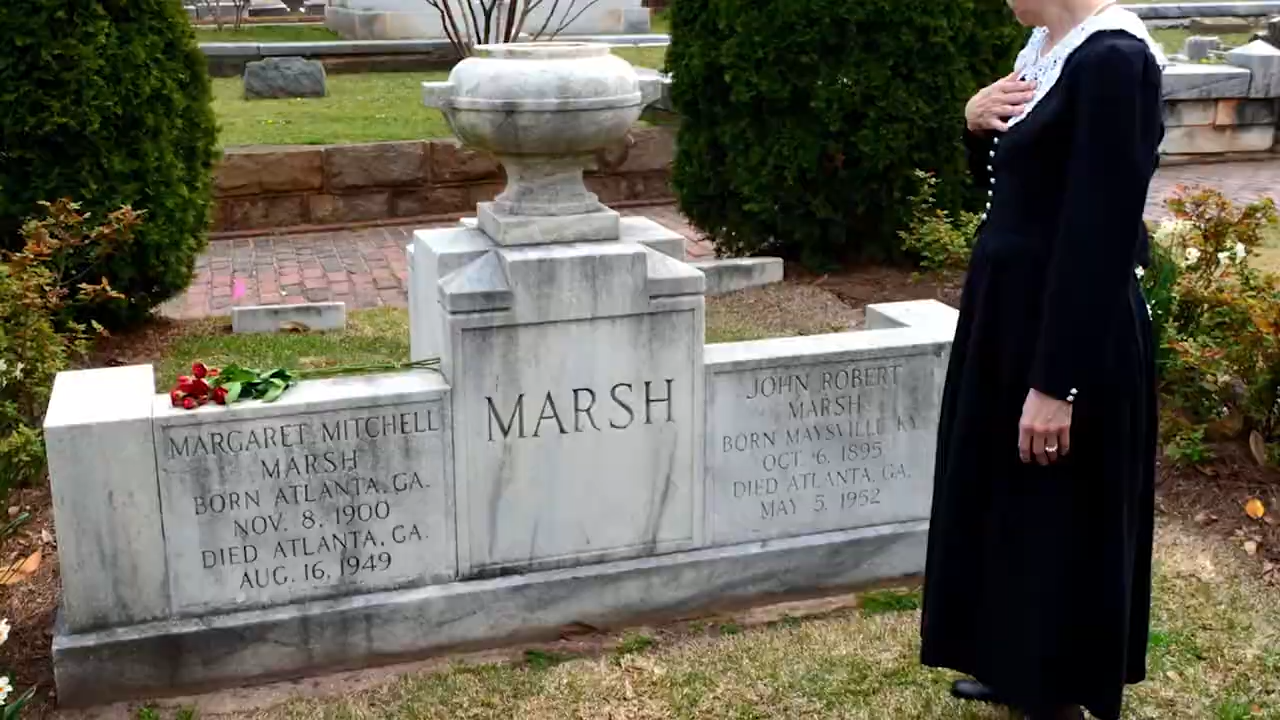 MARGARET MITCHELL
MARSH
BORN ATLANTA, GA.
NOV. 8, 1900
DIED ATLANTA, GA.
AUG. 16, 1949
MARSH
JOHN ROBERT
MARSH
BORN MAYSVILLE KY.
OCT. 6, 1895
DIED ATLANTA, GA.
MAY 5, 1952